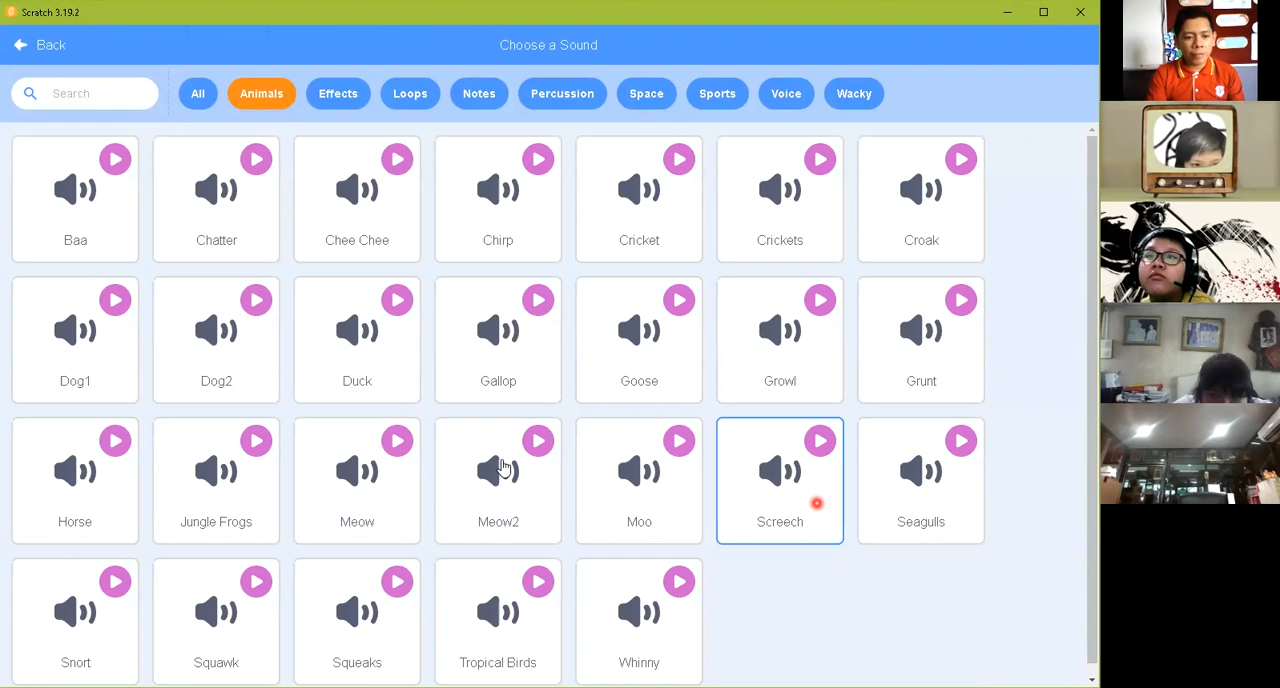 Scratch 3.19.2
Back
Choose a Sound
Search
All
Animals
Effects
Loops
Notes
Percussion
Space
Sports
Voice
Wacky
Baa
Chatter
Chee Chee
Chirp
Cricket
Crickets
Croak
Dog1
Dog2
Duck
Gallop
Goose
Growl
Grunt
Horse
Jungle Frogs
Meow
Meow2
Moo
Screech
Seagulls
Snort
Squawk
Squeaks
Tropical Birds
Whinny